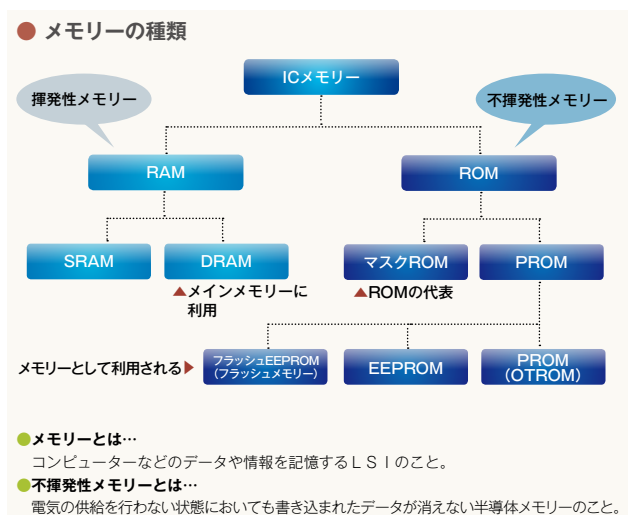 ● メモリーの種類
ICメモリー
揮発性メモリー
不揮発性メモリー
RAM
ROM
SRAM
DRAM
マスクROM
PROM
▲メインメモリーに
利用
▲ROMの代表
メモリーとして利用される▶
フラッシュEEPROM
(フラッシュメモリー)
EEPROM
PROM
(OTROM)
●メモリーとは…
コンピューターなどのデータや情報を記憶するLSIのこと。
●不揮発性メモリーとは…
電気の供給を行わない状態においても書き込まれたデータが消えない半導体メモリーのこと。